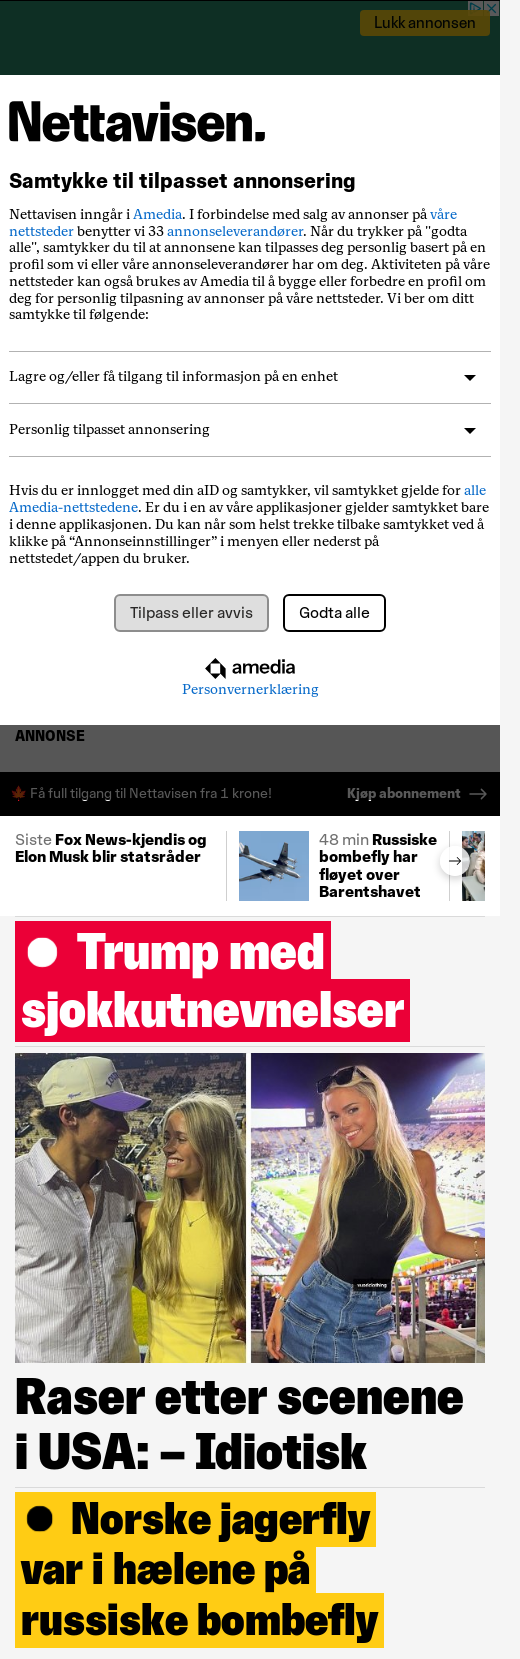 Lukk annonsen
Nettavisen.
Samtykke til tilpasset annonsering
Nettavisen inngår i Amedia. I forbindelse med salg av annonser på våre
nettsteder benytter vi 33 annonseleverandører. Når du trykker på "godta
alle", samtykker du til at annonsene kan tilpasses deg personlig basert på en
profil som vi eller våre annonseleverandører har om deg. Aktiviteten på våre
nettsteder kan også brukes av Amedia til å bygge eller forbedre en profil om
deg for personlig tilpasning av annonser på våre nettsteder. Vi ber om ditt
samtykke til følgende:
Lagre og/eller få tilgang til informasjon på en enhet
Personlig tilpasset annonsering
Hvis du er innlogget med din aID og samtykker, vil samtykket gjelde for alle
Amedia-nettstedene. Er du i en av våre applikasjoner gjelder samtykket bare
i denne applikasjonen. Du kan når som helst trekke tilbake samtykket ved å
klikke på “Annonseinnstillinger” i menyen eller nederst på
nettstedet/appen du bruker.
Tilpass eller avvis
Godta alle
amedia
Personvernerklæring
ANNONSE
Få full tilgang til Nettavisen fra 1 krone!
Kjøp abonnement
Siste Fox News-kjendis og
Elon Musk blir statsråder
48 min Russiske
bombefly har
fløyet over
Barentshavet
Trump med
sjokkutnevnelser
Raser etter scenene
i USA: – Idiotisk
Norske jagerfly
var i hælene på
russiske bombefly